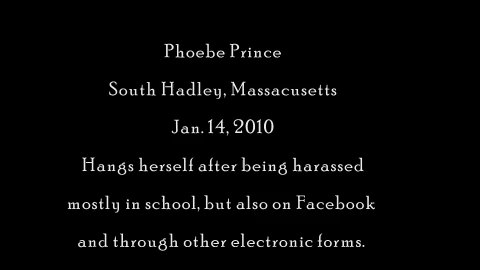 Phoebe Prince
South Hadley, Massacusetts
Jan. 14, 2010
Hangs herself after being harassed
mostly in school, but also on Facebook
and through other electronic forms.